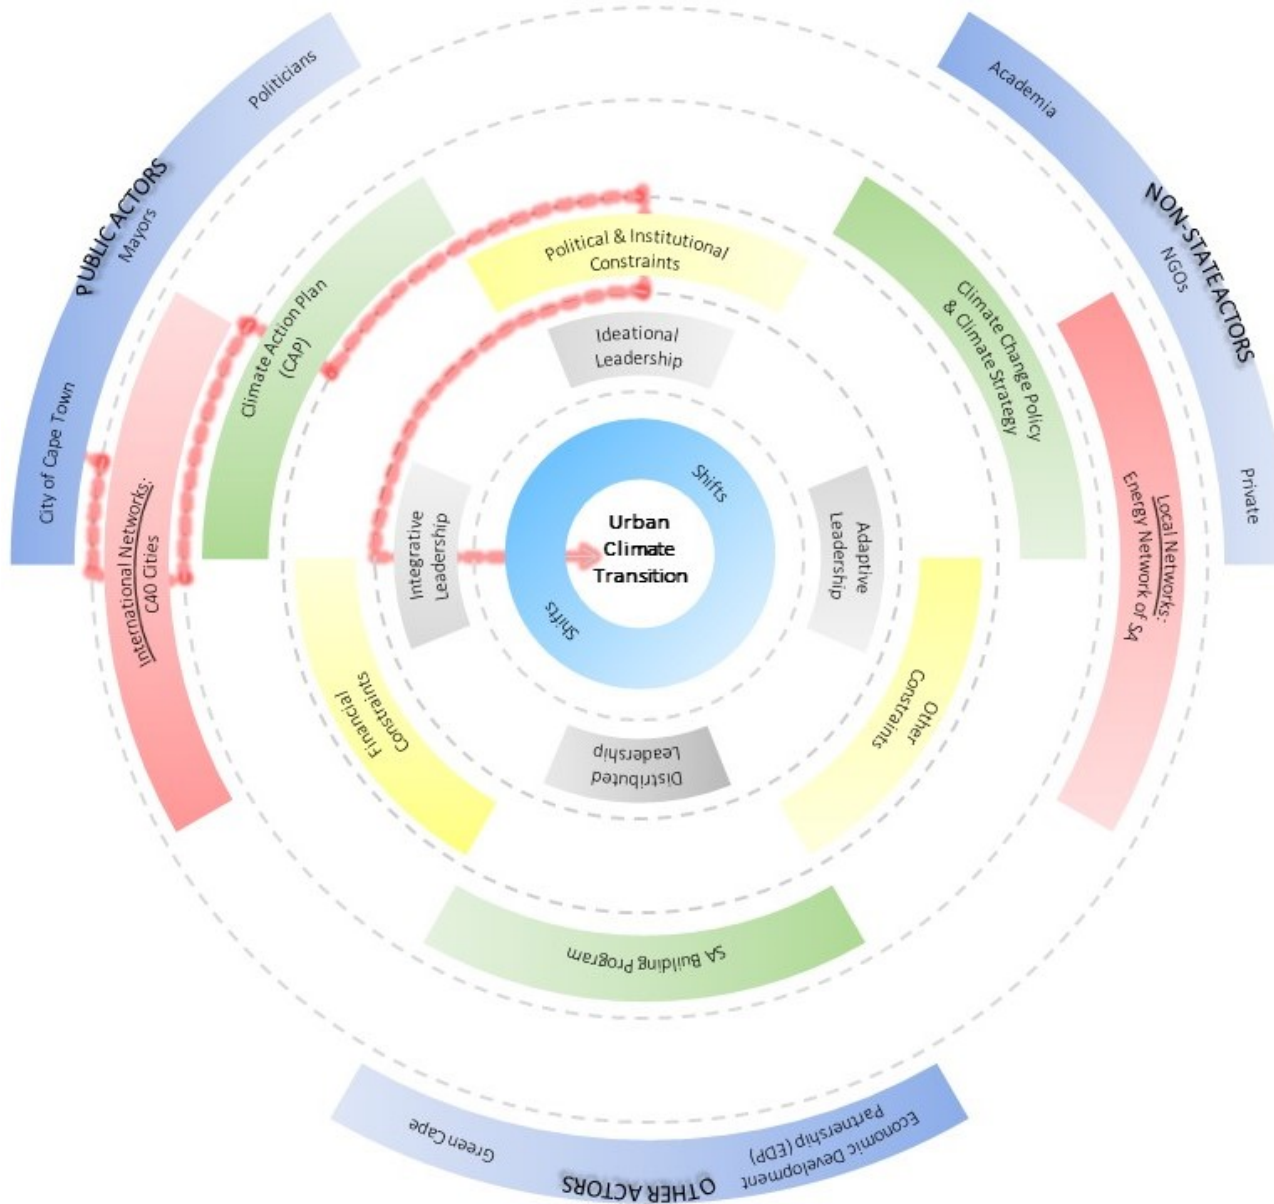 PUBLIC ACTORS
Politicians
Mayors
City of Cape Town
NON-STATE ACTORS
Academia
NGOs
Private
International Networks:
C40 Cities
Climate Action Plan
(CAP)
Political & Institutional
Constraints
Climate Change Policy
& Climate Strategy
Local Networks:
Energy Network of SA
Ideational
Leadership
Integrative
Leadership
Adaptive
Leadership
Distributed
Leadership
Shifts
Urban
Climate
Transition
Shifts
Financial
Constraints
Other
Constraints
SA Building Program
OTHER ACTORS
Green Cape
Economic Development
Partnership (EDP)